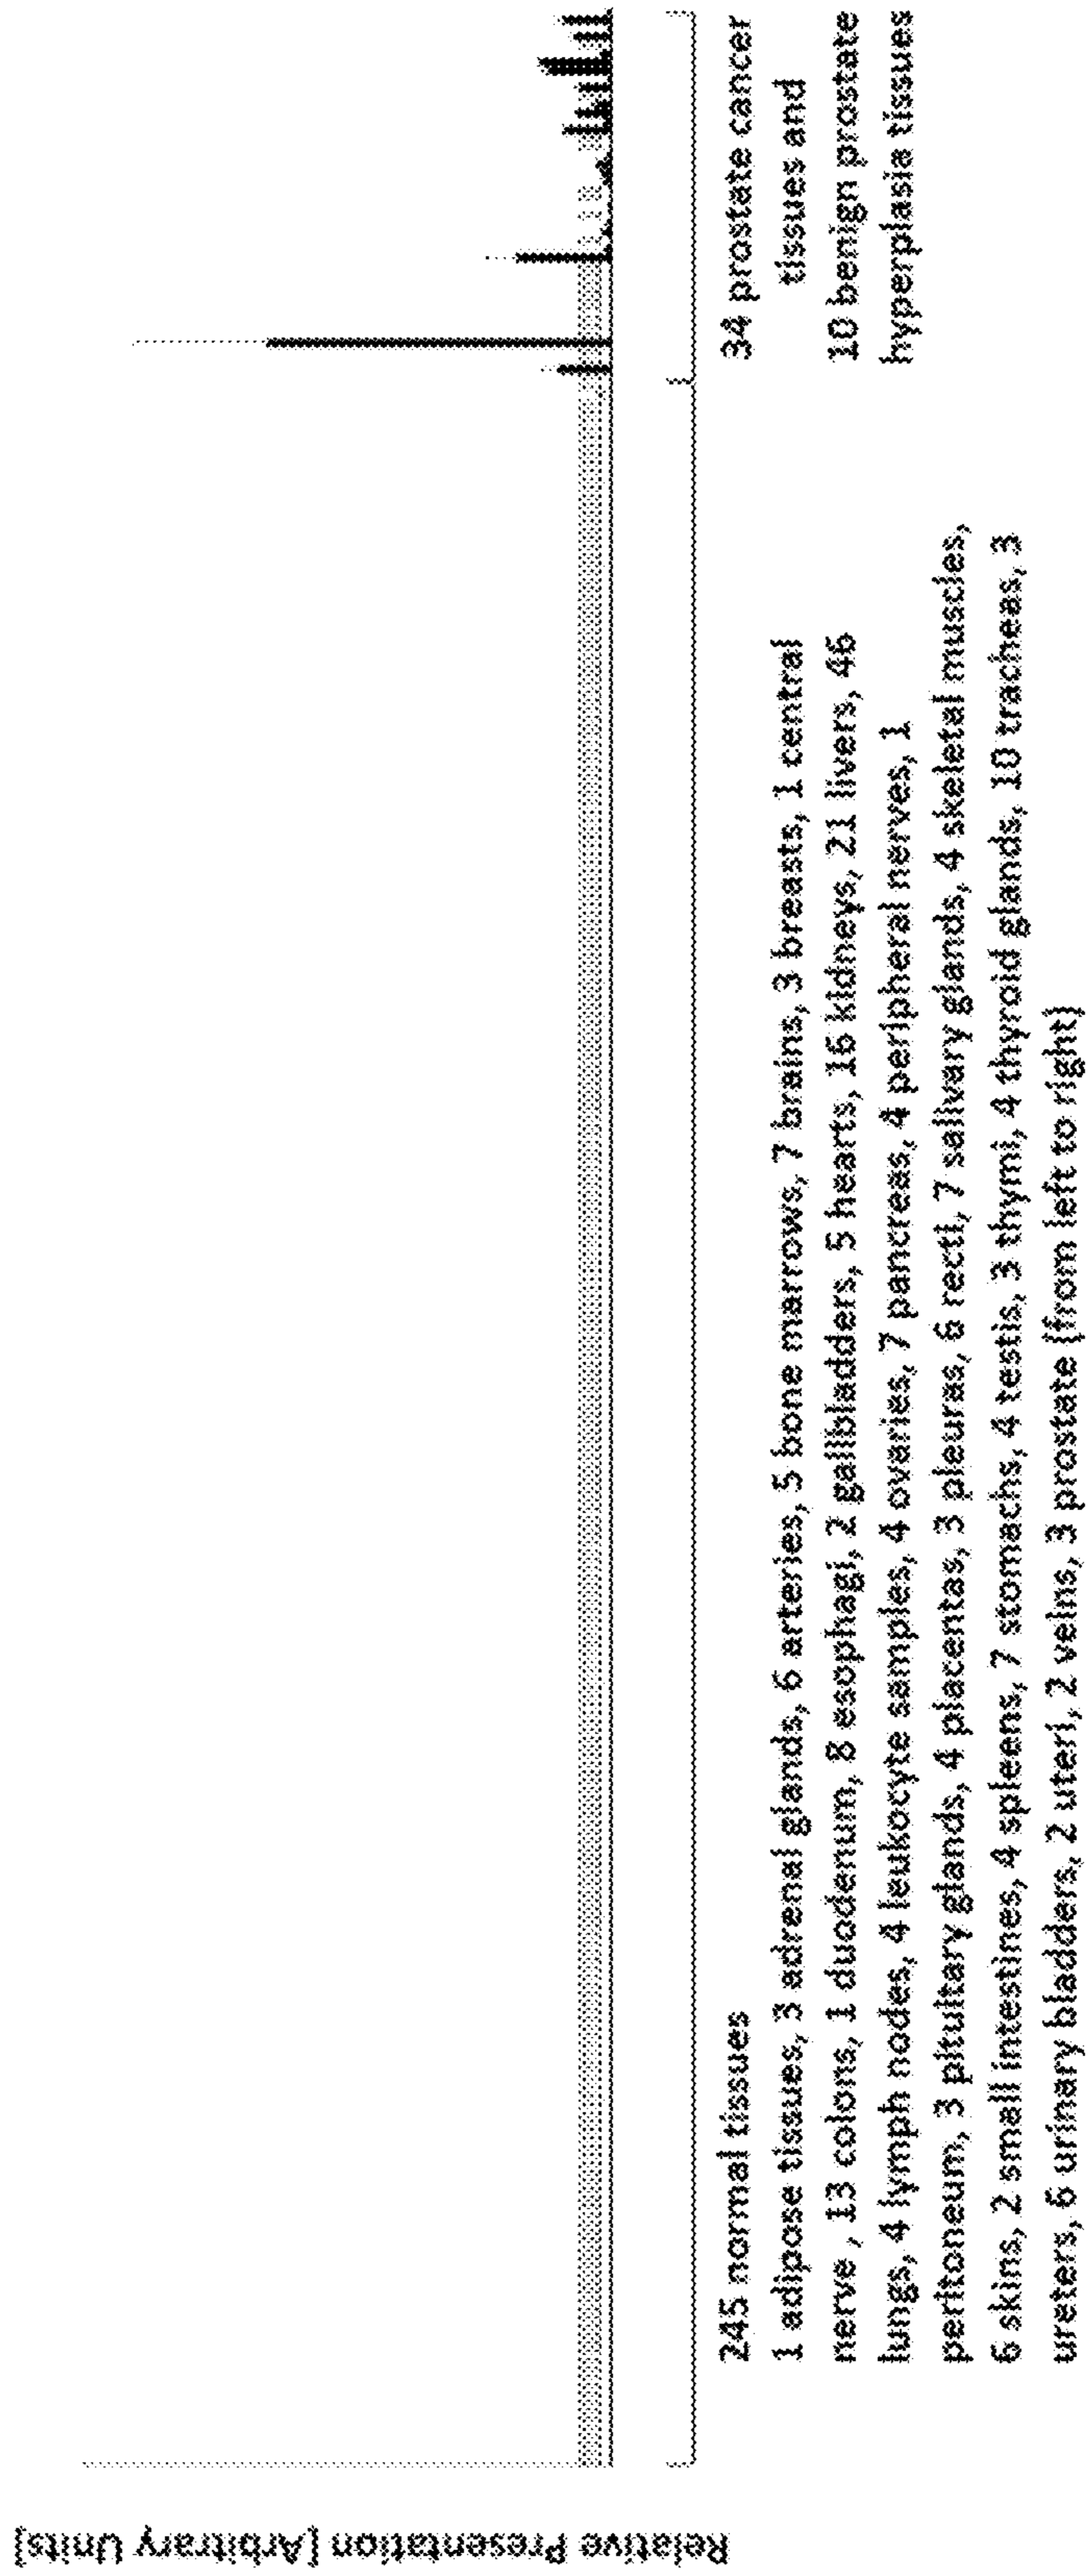 Relative Presentation [Arbitrary Units]
245 normal tissues
1 adipose tissues, 3 adrenal glands, 6 arteries, 5 bone marrows, 7 brains, 3 breasts, 1 central
nerve , 13 colons, 1 duodenum, 8 esophagi, 2 gallbladders, 5 hearts, 16 kidneys, 21 livers, 46
lungs, 4 lymph nodes, 4 leukocyte samples, 4 ovaries, 7 pancreas, 4 peripheral nerves, 1
peritoneum, 3 pituitary glands, 4 placentas, 3 pleuras, 6 recti, 7 salivary glands, 4 skeletal muscles,
6 skins, 2 small intestines, 4 spleens, 7 stomachs, 4 testis, 3 thymi, 4 thyroid glands, 10 tracheas, 3
ureters, 6 urinary bladders, 2 uteri, 2 veins, 3 prostate (from left to right)
34 prostate cancer
tissues and
10 benign prostate
hyperplasia tissues